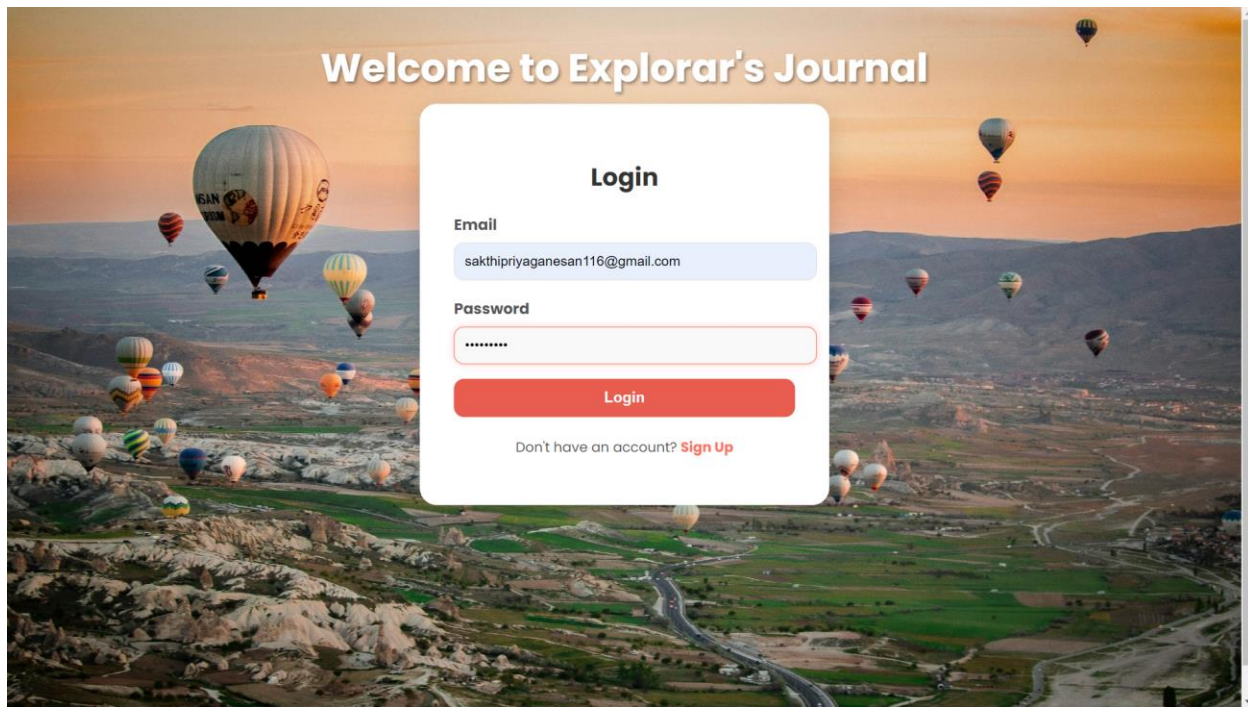 Welcome to Explorar's Journal
Login
Email
sakthipriyaganesan116@gmail.com
Password
•••••••••
Login
Don't have an account? Sign Up